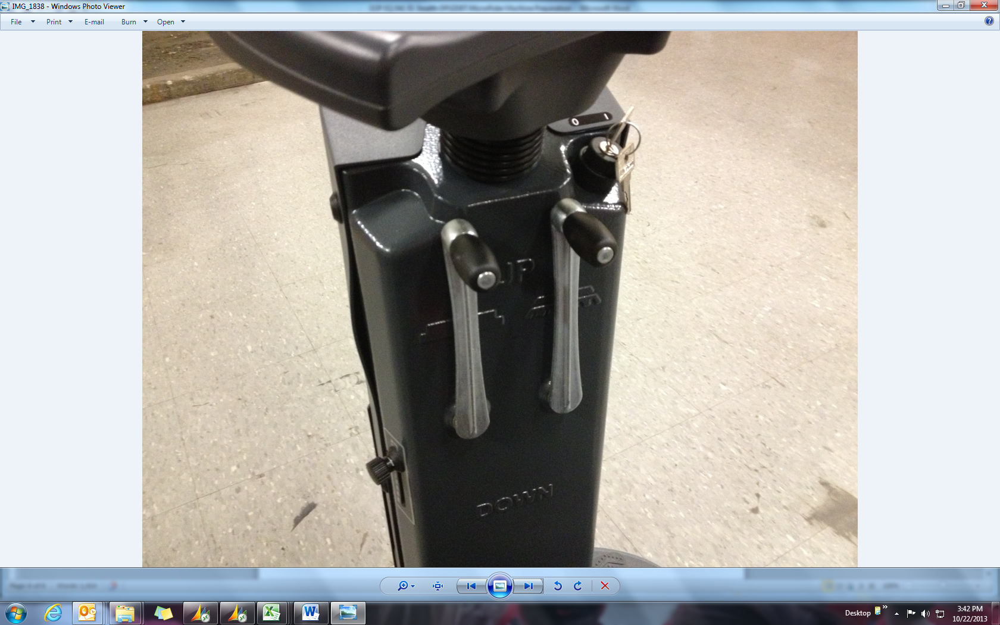 IMG_1838 - Windows Photo Viewer
File Print E-mail Burn Open
0 I
UP
DOWN
Desktop
3:42 PM
10/22/2013